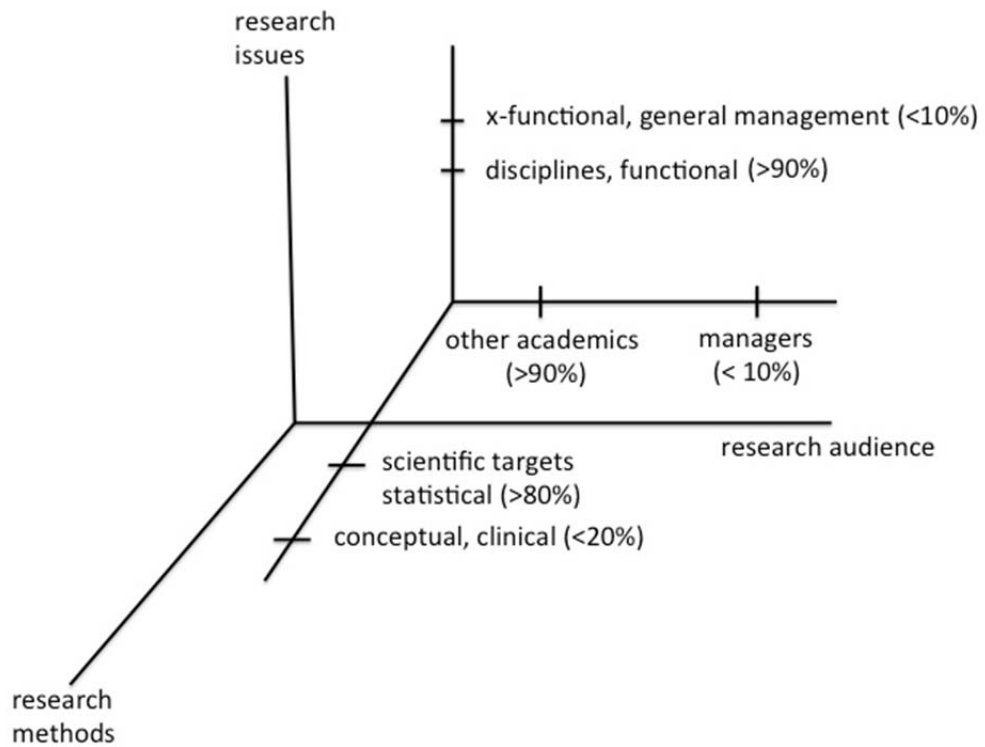 research
issues
x-functional, general management (<10%)
disciplines, functional (>90%)
other academics
(>90%)
managers
(< 10%)
research audience
scientific targets
statistical (>80%)
conceptual, clinical (<20%)
research
methods